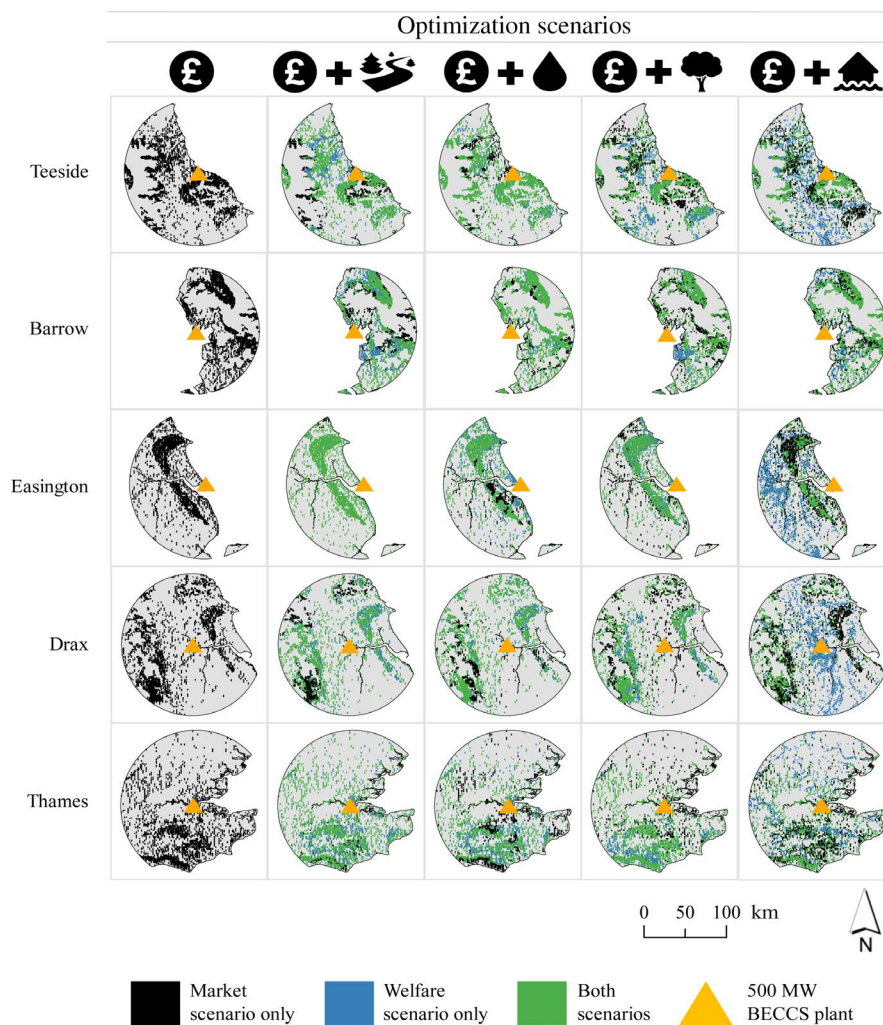 Optimization scenarios
£
£ +
£ +
£ +
£ +
Teeside
Barrow
Easington
Drax
Thames
0 50 100 km
N
Market
scenario only
Welfare
scenario only
Both
scenarios
500 MW
BECCS plant